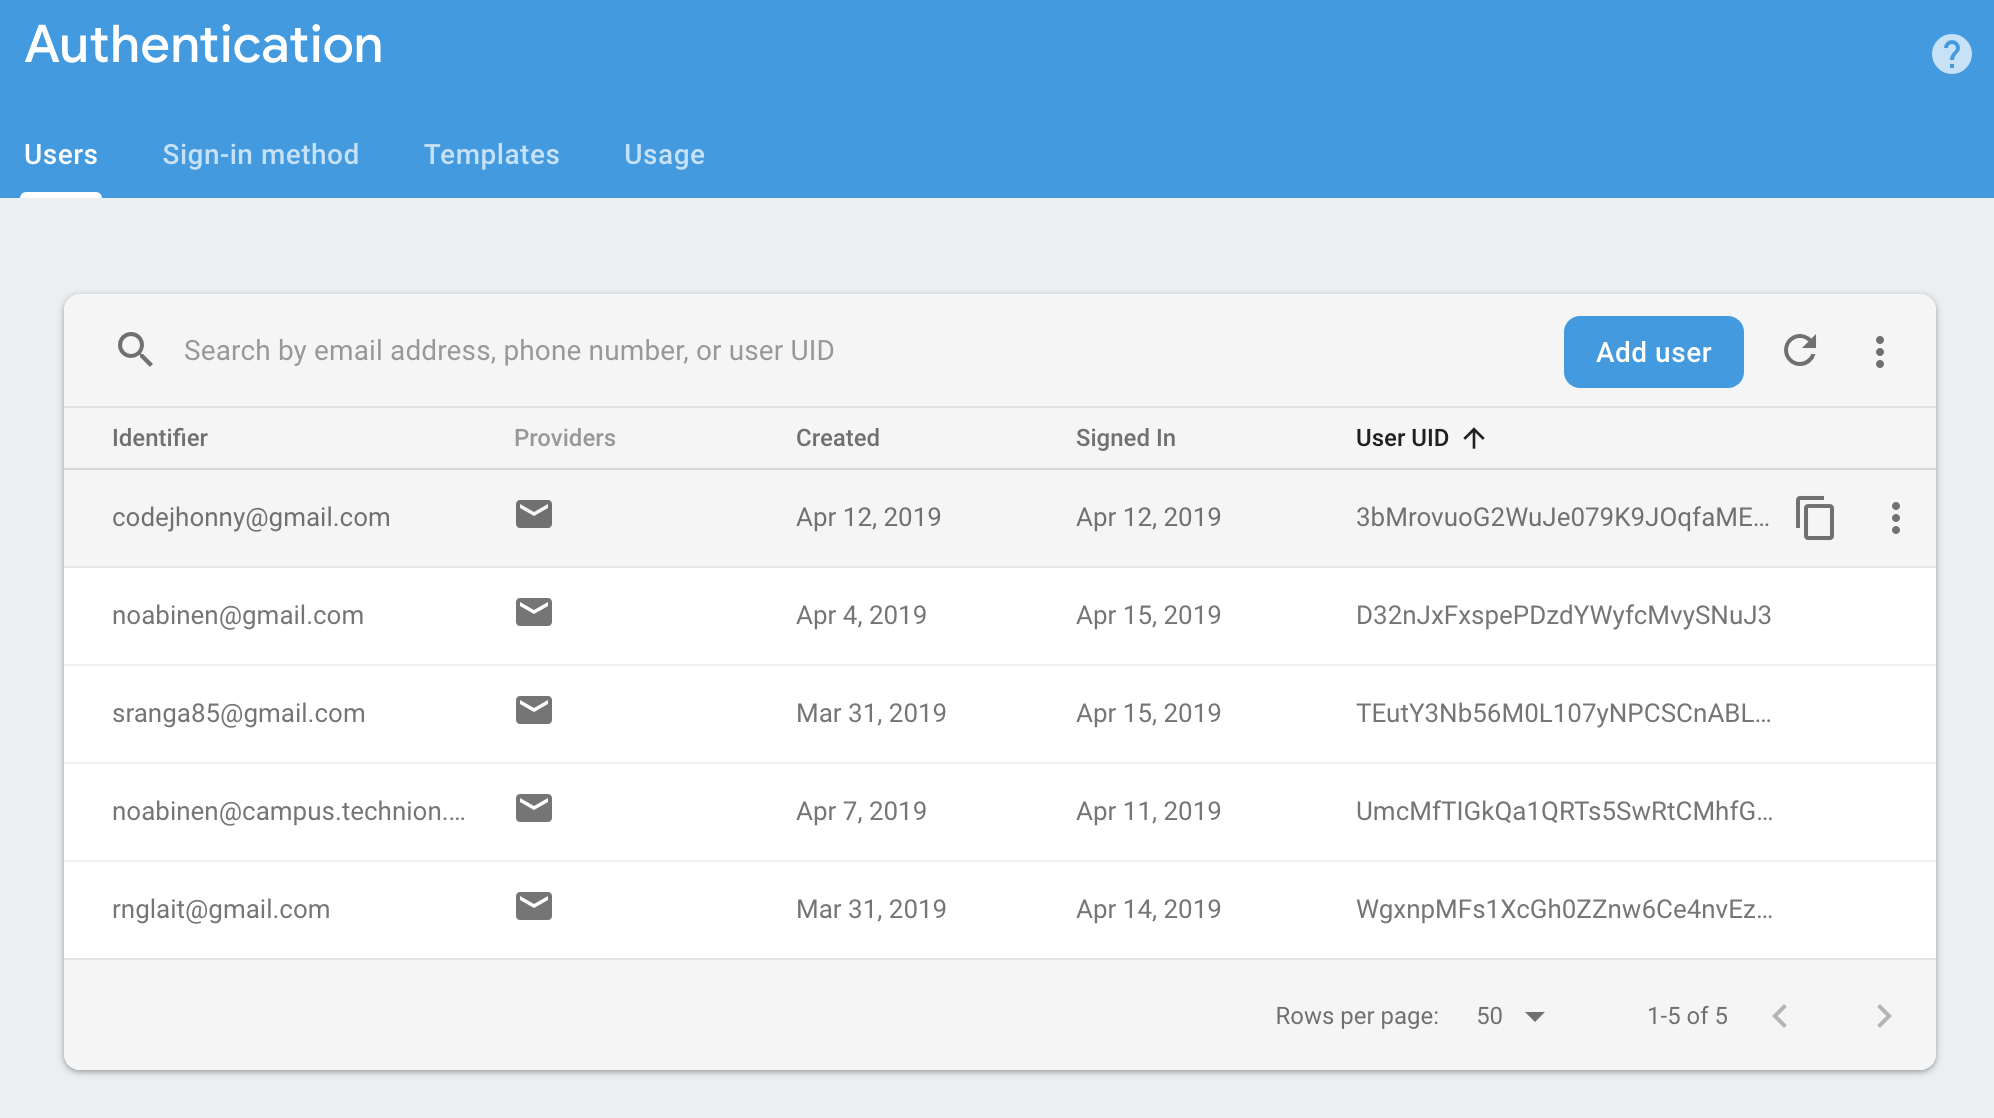 Authentication
?
Users Sign-in method Templates Usage
Search by email address, phone number, or user UID Add user
Identifier Providers Created Signed In User UID
codejhonny@gmail.com Apr 12, 2019 Apr 12, 2019 3bMrovuoG2WuJe079K9JOqfaME...
noabinen@gmail.com Apr 4, 2019 Apr 15, 2019 D32nJxFxspePDzdYWyfcMvySNuJ3
sranga85@gmail.com Mar 31, 2019 Apr 15, 2019 TEutY3Nb56M0L107yNPCSCnABL...
noabinen@campus.technion.... Apr 7, 2019 Apr 11, 2019 UmcMfTIGkQa1QRTs5SwRtCMhfG...
rnglait@gmail.com Mar 31, 2019 Apr 14, 2019 WgxnpMFs1XcGh0ZZnw6Ce4nvEz...
Rows per page: 50 1-5 of 5